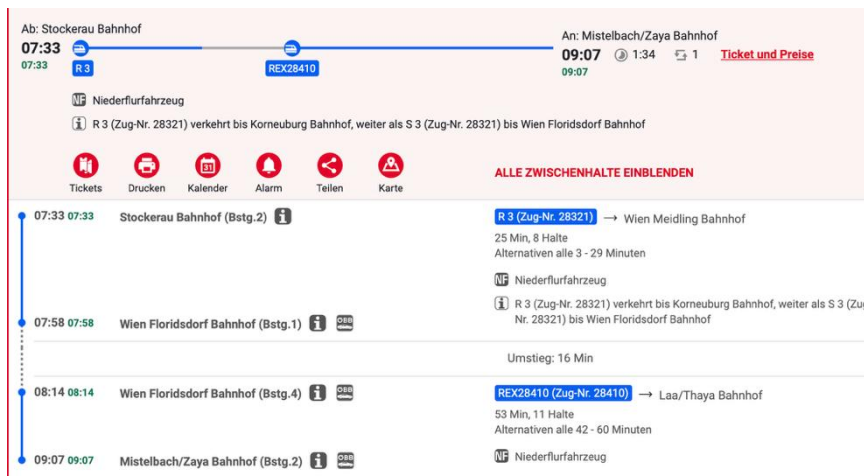 Ab: Stockerau Bahnhof
An: Mistelbach/Zaya Bahnhof
07:33
09:07 1:34 1 Ticket und Preise
07:33
R 3
REX28410
09:07
NF Niederflurfahrzeug
i R 3 (Zug-Nr. 28321) verkehrt bis Korneuburg Bahnhof, weiter als S 3 (Zug-Nr. 28321) bis Wien Floridsdorf Bahnhof
31
Tickets Drucken Kalender Alarm Teilen Karte
ALLE ZWISCHENHALTE EINBLENDEN
07:33 07:33 Stockerau Bahnhof (Bstg.2) i
R 3 (Zug-Nr. 28321) → Wien Meidling Bahnhof
25 Min, 8 Halte
Alternativen alle 3 - 29 Minuten
NF Niederflurfahrzeug
i R 3 (Zug-Nr. 28321) verkehrt bis Korneuburg Bahnhof, weiter als S 3 (Zu
Nr. 28321) bis Wien Floridsdorf Bahnhof
07:58 07:58 Wien Floridsdorf Bahnhof (Bstg.1) i ÖBB
Umstieg: 16 Min
08:14 08:14 Wien Floridsdorf Bahnhof (Bstg.4) i ÖBB
REX28410 (Zug-Nr. 28410) → Laa/Thaya Bahnhof
53 Min, 11 Halte
Alternativen alle 42 - 60 Minuten
NF Niederflurfahrzeug
09:07 09:07 Mistelbach/Zaya Bahnhof (Bstg.2) i ÖBB